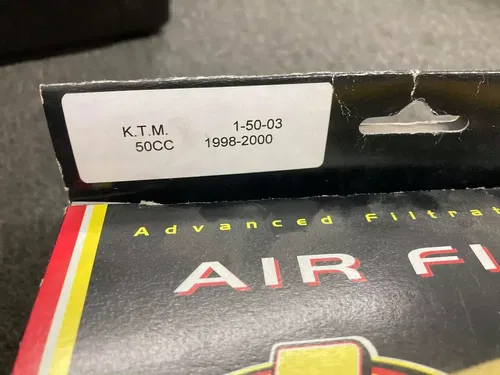 K.T.M. 1-50-03
50CC 1998-2000
Advanced Filtrat
AIR FI